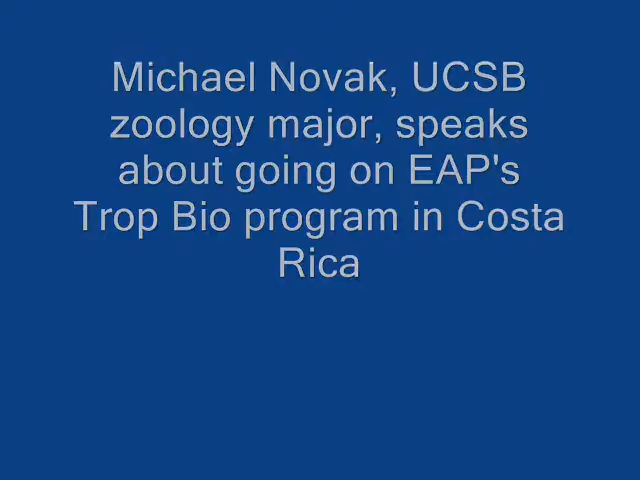 Michael Novak, UCSB
zoology major, speaks
about going on EAP's
Trop Bio program in Costa
Rica